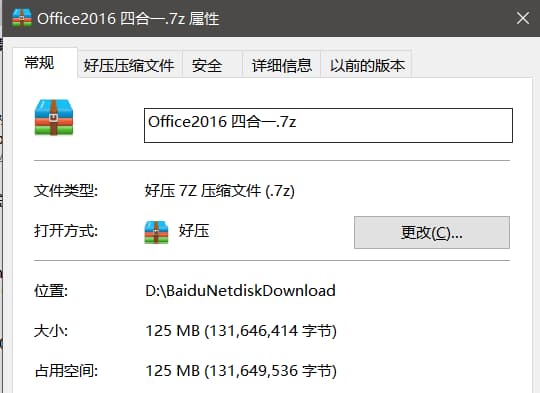 Office2016 四合一.7z 属性
常规 好压压缩文件 安全 详细信息 以前的版本
Office2016 四合一.7z
文件类型: 好压 7Z 压缩文件 (.7z)
打开方式: 好压 更改(C)...
位置: D:\BaiduNetdiskDownload
大小: 125 MB (131,646,414 字节)
占用空间: 125 MB (131,649,536 字节)